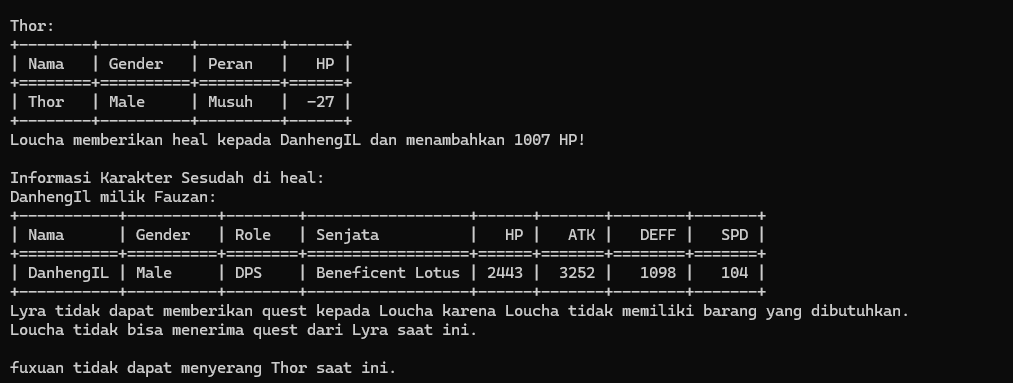 Thor:
+--------+----------+---------+------+
| Nama   | Gender   | Peran   |   HP |
+========+==========+=========+======+
| Thor   | Male     | Musuh   |  -27 |
+--------+----------+---------+------+
Loucha memberikan heal kepada DanhengIL dan menambahkan 1007 HP!

Informasi Karakter Sesudah di heal:
DanhengIl milik Fauzan:
+-----------+----------+--------+------------------+------+-------+--------+-------+
| Nama      | Gender   | Role   | Senjata          |   HP |   ATK |   DEFF |   SPD |
+===========+==========+========+==================+======+=======+========+=======+
| DanhengIL | Male     | DPS    | Beneficent Lotus | 2443 |  3252 |   1098 |   104 |
+-----------+----------+--------+------------------+------+-------+--------+-------+
Lyra tidak dapat memberikan quest kepada Loucha karena Loucha tidak memiliki barang yang dibutuhkan.
Loucha tidak bisa menerima quest dari Lyra saat ini.

fuxuan tidak dapat menyerang Thor saat ini.